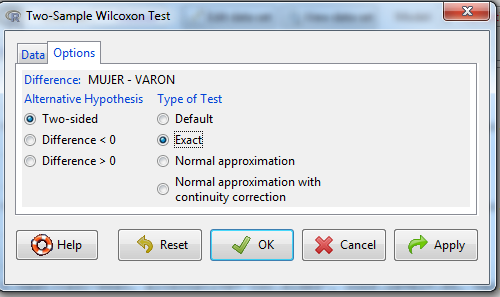 Two-Sample Wilcoxon Test
Data
Options
Difference: MUJER - VARON
Alternative Hypothesis
Type of Test
Two-sided
Default
Difference < 0
Exact
Difference > 0
Normal approximation
Normal approximation with
continuity correction
Help
Reset
OK
Cancel
Apply